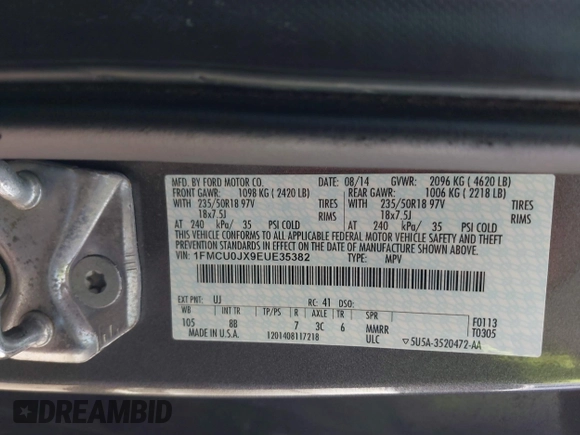 MFD. BY FORD MOTOR CO. DATE: 08/14 GVWR: 2096 KG ( 4620 LB)
FRONT GAWR: 1098 KG ( 2420 LB) REAR GAWR: 1006 KG ( 2218 LB)
WITH 235/50R18 97V TIRES WITH 235/50R18 97V TIRES
18x7.5J RIMS 18x7.5J RIMS
AT 240 kPa/ 35 PSI COLD AT 240 kPa/ 35 PSI COLD
THIS VEHICLE CONFORMS TO ALL APPLICABLE FEDERAL MOTOR VEHICLE SAFETY AND THEFT
PREVENTION STANDARDS IN EFFECT ON THE DATE OF MANUFACTURE SHOWN ABOVE.
VIN: 1FMCU0JX9EUE35382 TYPE: MPV
EXT PNT: UJ RC: 41 DSO:
WB INT TR TP/PS R AXLE TR SPR F0113
105 8B 7 3C 6 MMRR T0305
MADE IN U.S.A. 1201408117218 ULC ▽5U5A-3520472-AA
DREAMBID